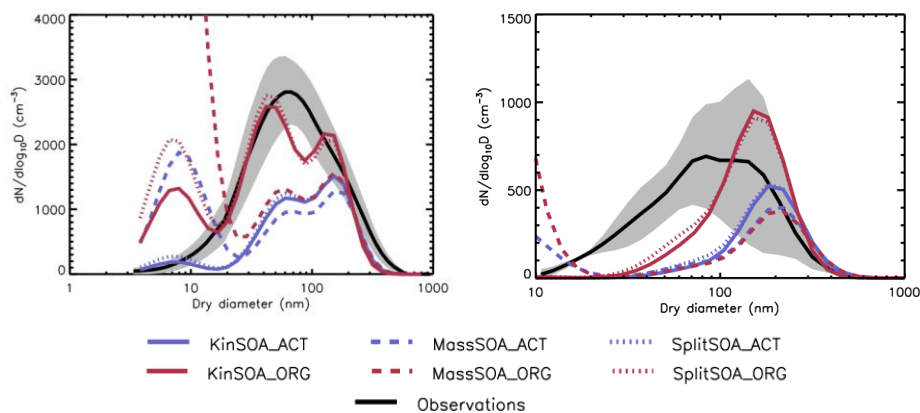 dN/dlog₁₀D (cm⁻³)
4000
3000
2000
1000
0
1 10 100 1000
Dry diameter (nm)
dN/dlog₁₀D (cm⁻³)
1500
1000
500
0
10 100 1000
Dry diameter (nm)
KinSOA_ACT MassSOA_ACT SplitSOA_ACT
KinSOA_ORG MassSOA_ORG SplitSOA_ORG
Observations